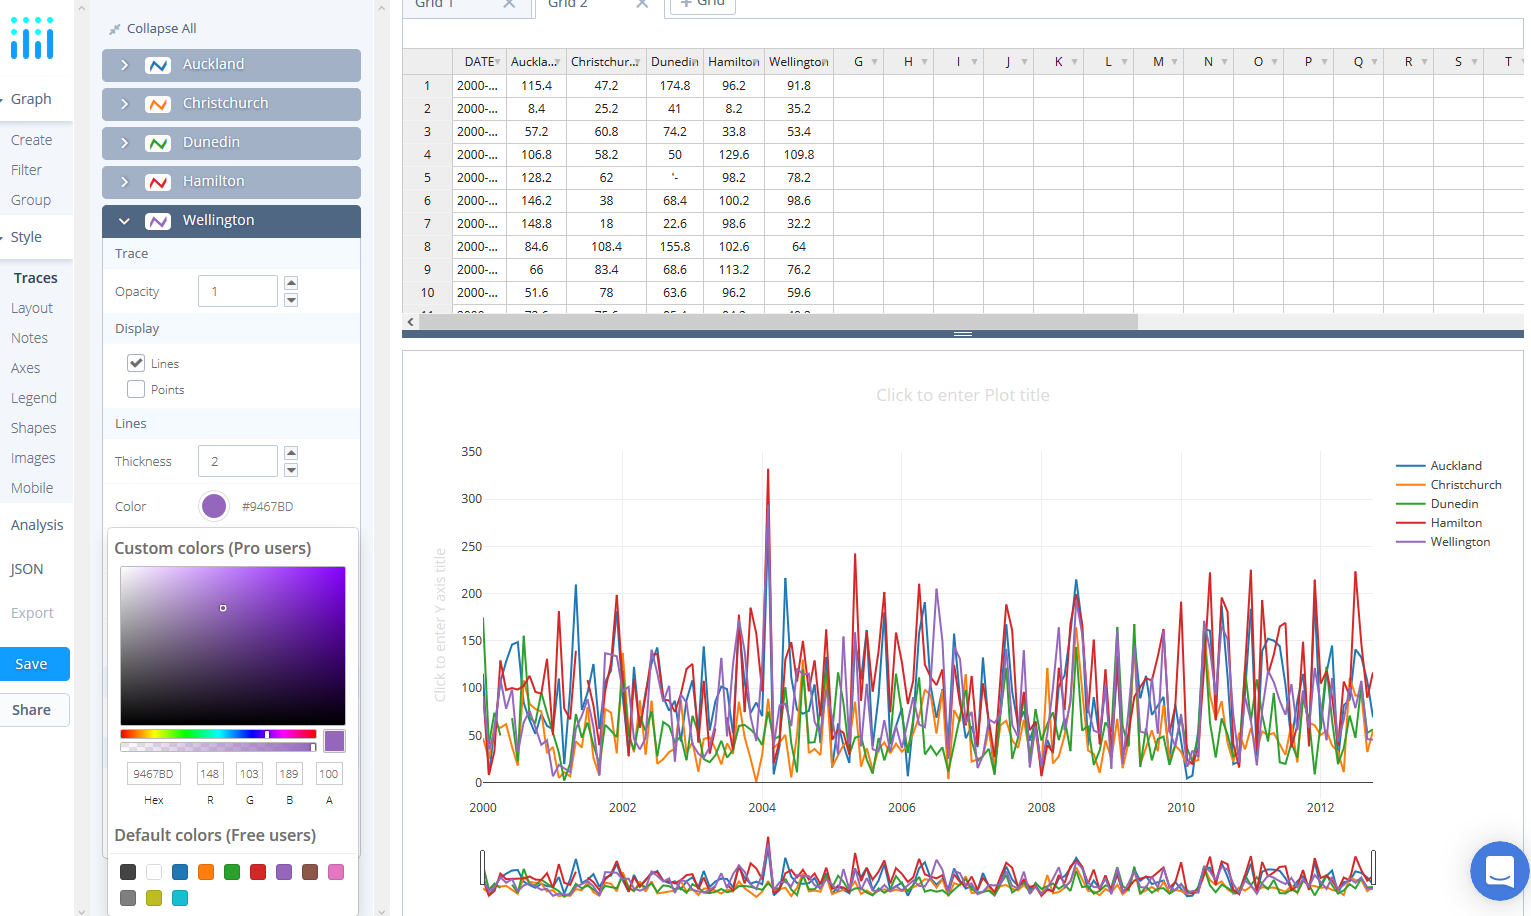 Grid 1
Grid 2
+ Grid
Collapse All
Auckland
Christchurch
Dunedin
Hamilton
Wellington
Graph
Create
Filter
Group
Style
Traces
Layout
Notes
Axes
Legend
Shapes
Images
Mobile
Analysis
JSON
Export
Save
Share
Trace
Opacity 1
Display
Lines
Points
Lines
Thickness 2
Color #9467BD
Custom colors (Pro users)
9467BD 148 103 189 100
Hex R G B A
Default colors (Free users)
DATE Auckla... Christchur... Dunedin Hamilton Wellington G H I J K L M N O P Q R S T
1 2000-... 115.4 47.2 174.8 96.2 91.8
2 2000-... 8.4 25.2 41 8.2 35.2
3 2000-... 57.2 60.8 74.2 33.8 53.4
4 2000-... 106.8 58.2 50 129.6 109.8
5 2000-... 128.2 62 '- 98.2 78.2
6 2000-... 146.2 38 68.4 100.2 98.6
7 2000-... 148.8 18 22.6 98.6 32.2
8 2000-... 84.6 108.4 155.8 102.6 64
9 2000-... 66 83.4 68.6 113.2 76.2
10 2000-... 51.6 78 63.6 96.2 59.6
Click to enter Plot title
Click to enter Y axis title
350
300
250
200
150
100
50
0
2000 2002 2004 2006 2008 2010 2012
Auckland
Christchurch
Dunedin
Hamilton
Wellington